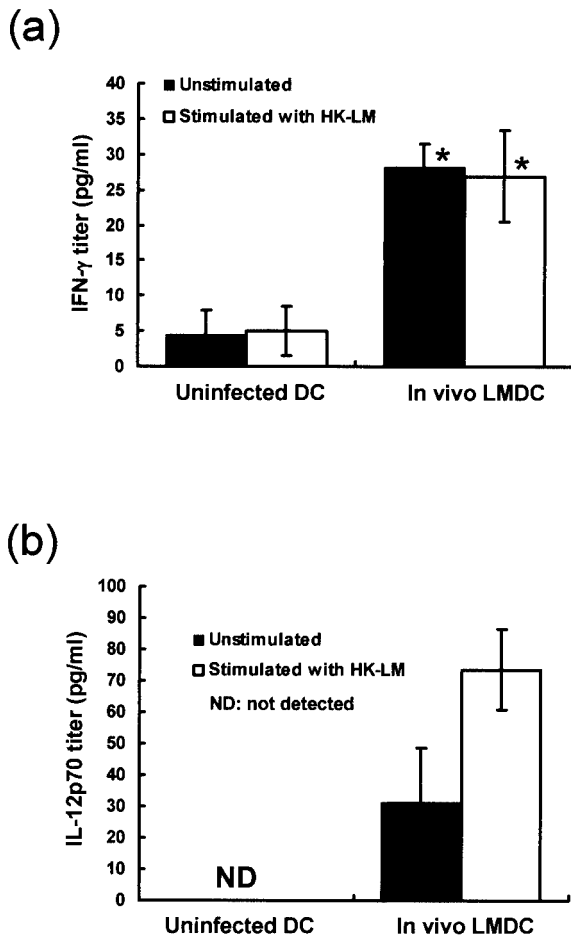 (a)
IFN-γ titer (pg/ml)
40
35
30
25
20
15
10
5
0
Unstimulated
Stimulated with HK-LM
*
*
Uninfected DC
In vivo LMDC
(b)
IL-12p70 titer (pg/ml)
100
90
80
70
60
50
40
30
20
10
0
Unstimulated
Stimulated with HK-LM
ND: not detected
ND
Uninfected DC
In vivo LMDC